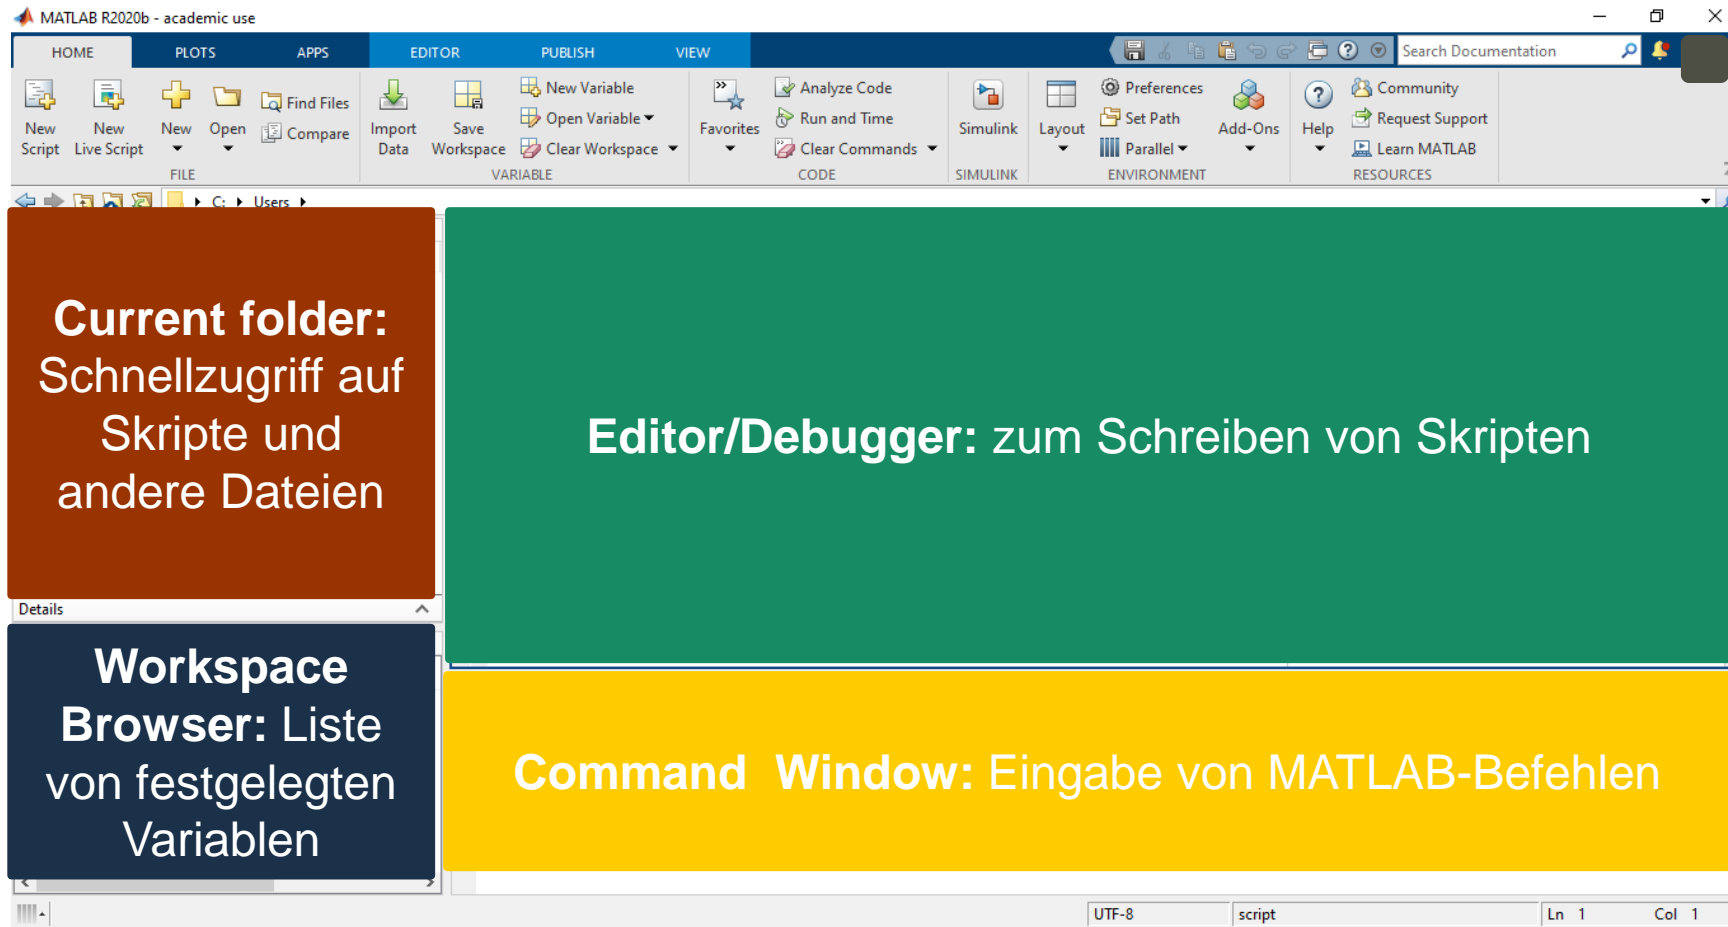 MATLAB R2020b - academic use
HOME PLOTS APPS EDITOR PUBLISH VIEW Search Documentation
New Script
New Live Script
New
Open
Find Files
Compare
FILE
Import Data
Save Workspace
New Variable
Open Variable
Clear Workspace
VARIABLE
Favorites
Analyze Code
Run and Time
Clear Commands
CODE
Simulink
SIMULINK
Layout
Preferences
Set Path
Parallel
Add-Ons
ENVIRONMENT
Help
Community
Request Support
Learn MATLAB
RESOURCES
C: Users
Current folder:
Schnellzugriff auf
Skripte und
andere Dateien
Editor/Debugger: zum Schreiben von Skripten
Details
Workspace
Browser: Liste
von festgelegten
Variablen
Command Window: Eingabe von MATLAB-Befehlen
UTF-8 script Ln 1 Col 1